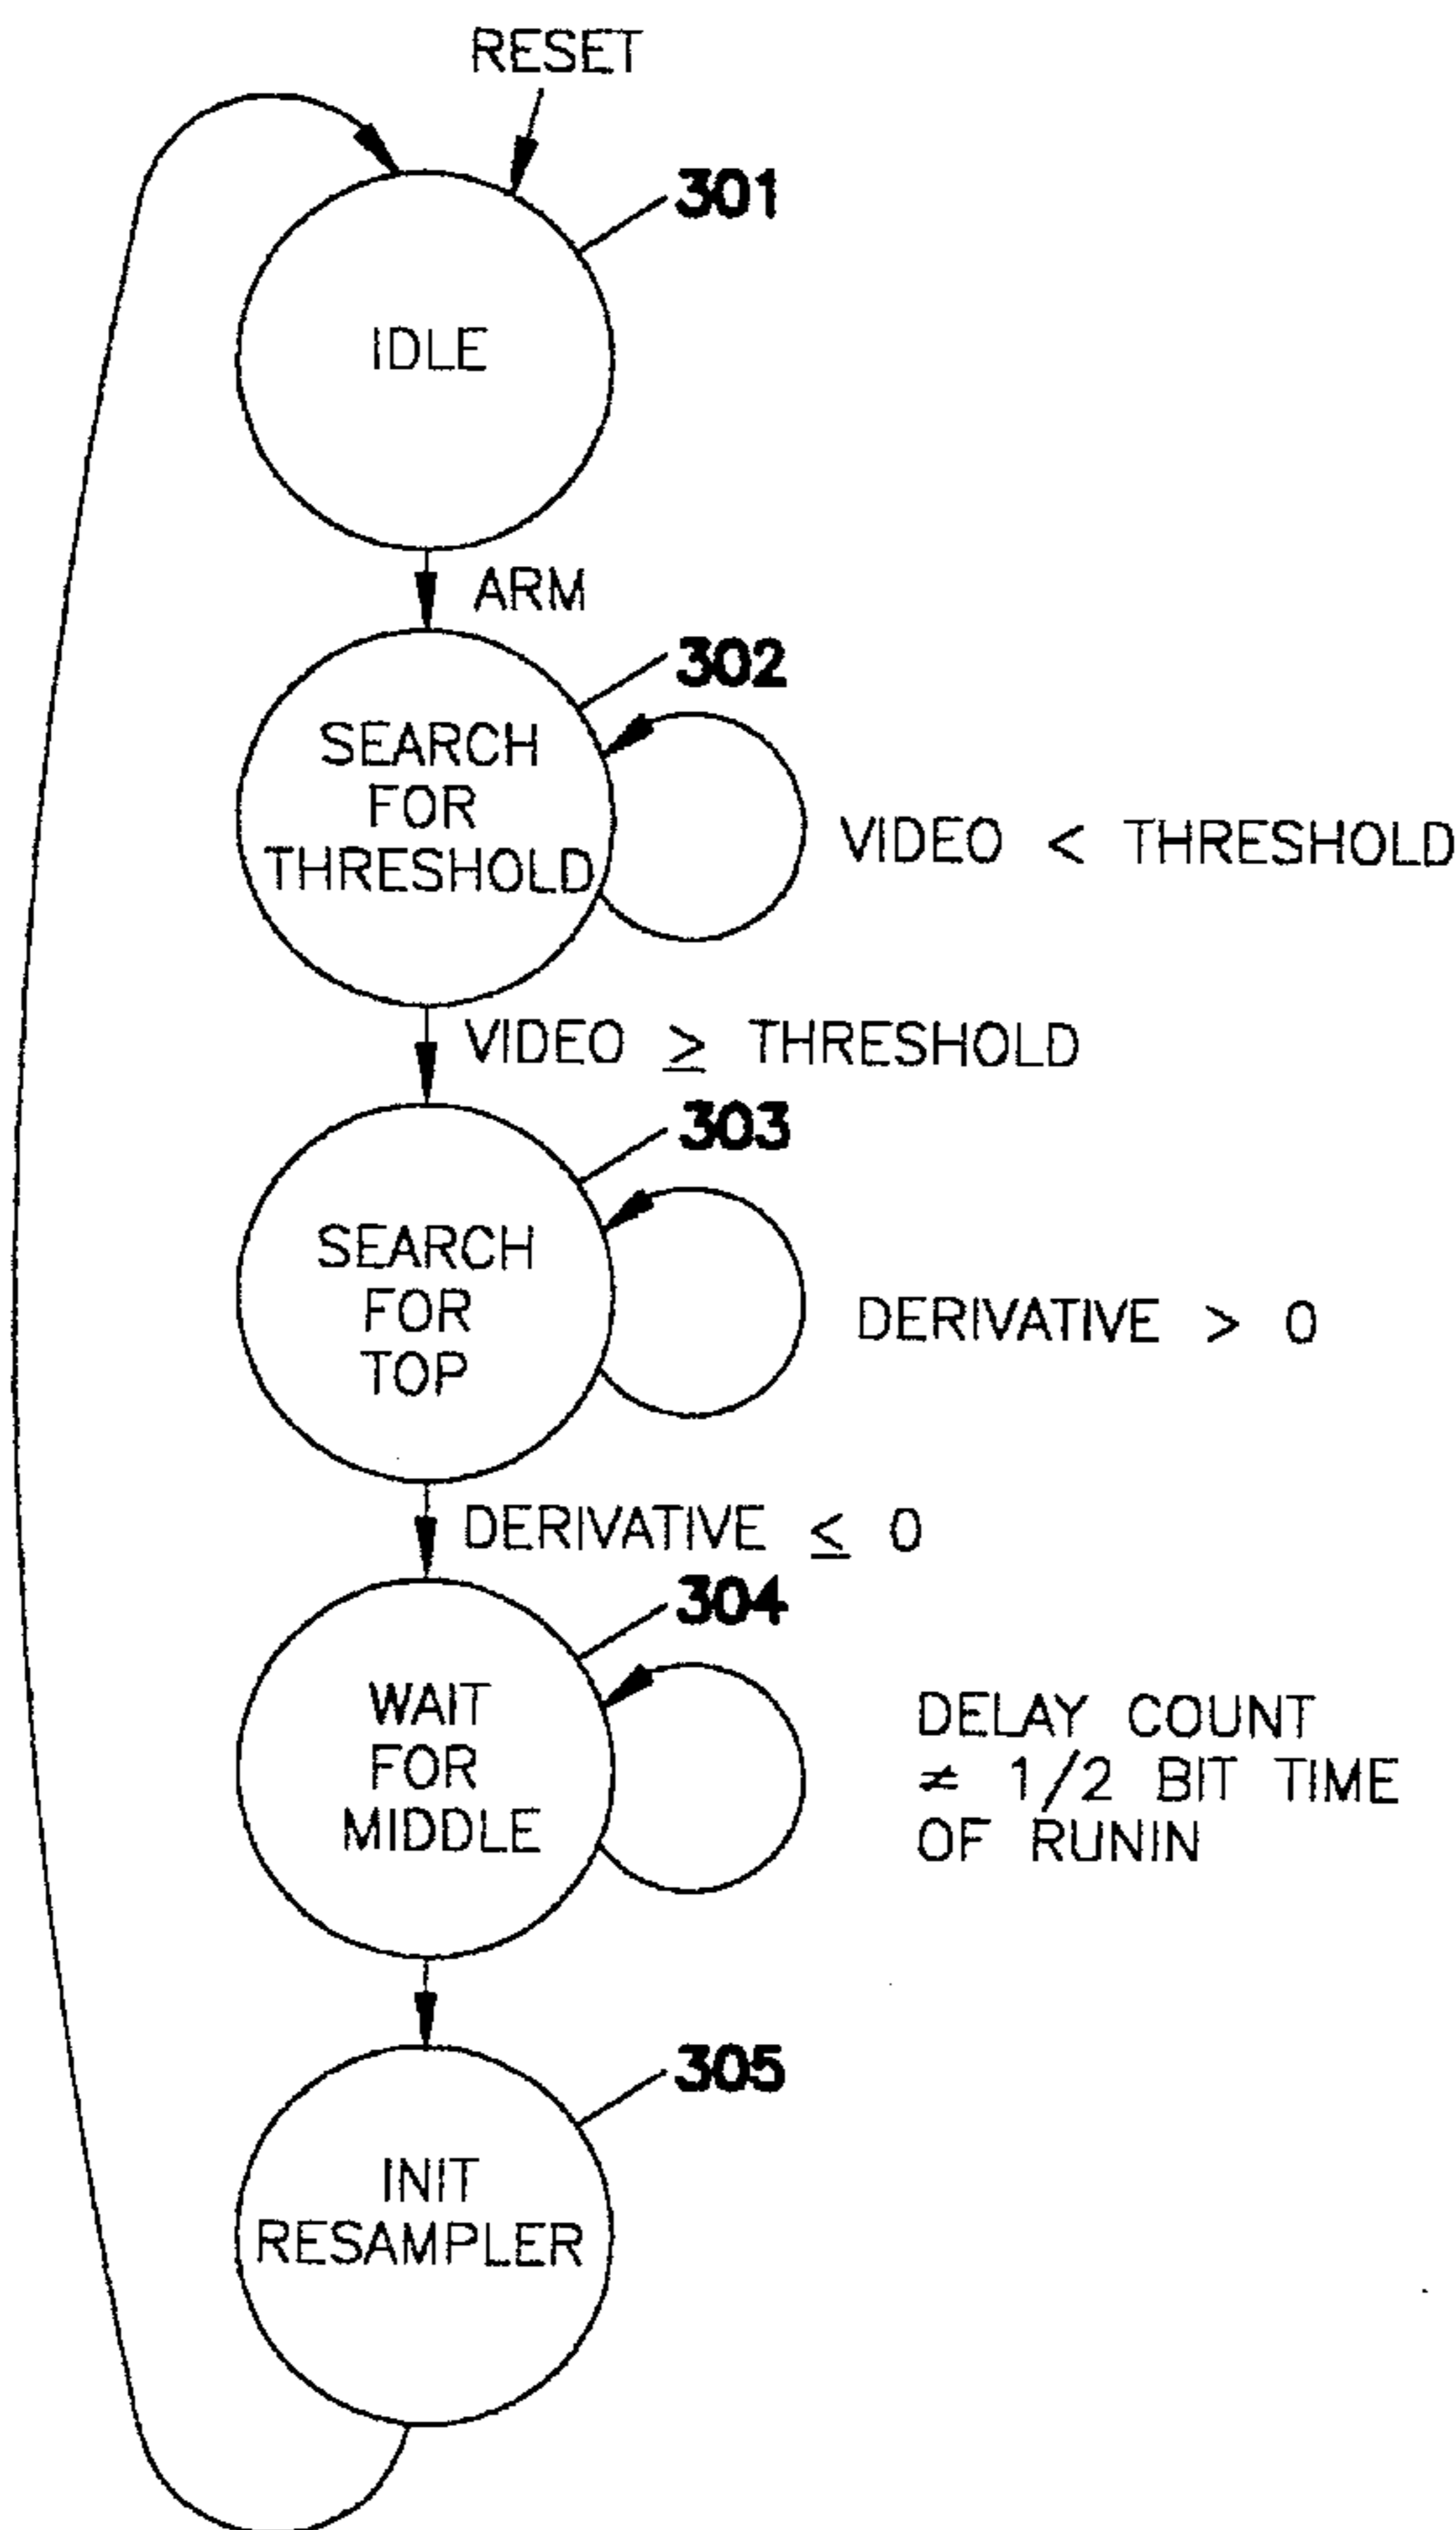 RESET
301
IDLE
ARM
302
SEARCH
FOR
THRESHOLD
VIDEO < THRESHOLD
VIDEO ≥ THRESHOLD
303
SEARCH
FOR
TOP
DERIVATIVE > 0
DERIVATIVE ≤ 0
304
WAIT
FOR
MIDDLE
DELAY COUNT
≠ 1/2 BIT TIME
OF RUNIN
305
INIT
RESAMPLER